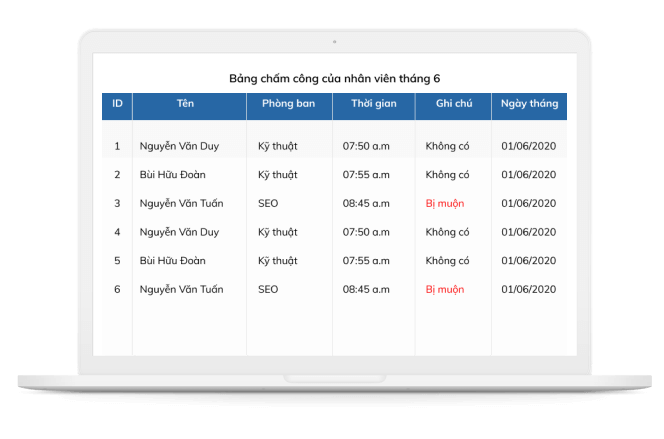 Bảng chấm công của nhân viên tháng 6
ID Tên Phòng ban Thời gian Ghi chú Ngày tháng
1 Nguyễn Văn Duy Kỹ thuật 07:50 a.m Không có 01/06/2020
2 Bùi Hữu Đoàn Kỹ thuật 07:55 a.m Không có 01/06/2020
3 Nguyễn Văn Tuấn SEO 08:45 a.m Bị muộn 01/06/2020
4 Nguyễn Văn Duy Kỹ thuật 07:50 a.m Không có 01/06/2020
5 Bùi Hữu Đoàn Kỹ thuật 07:55 a.m Không có 01/06/2020
6 Nguyễn Văn Tuấn SEO 08:45 a.m Bị muộn 01/06/2020